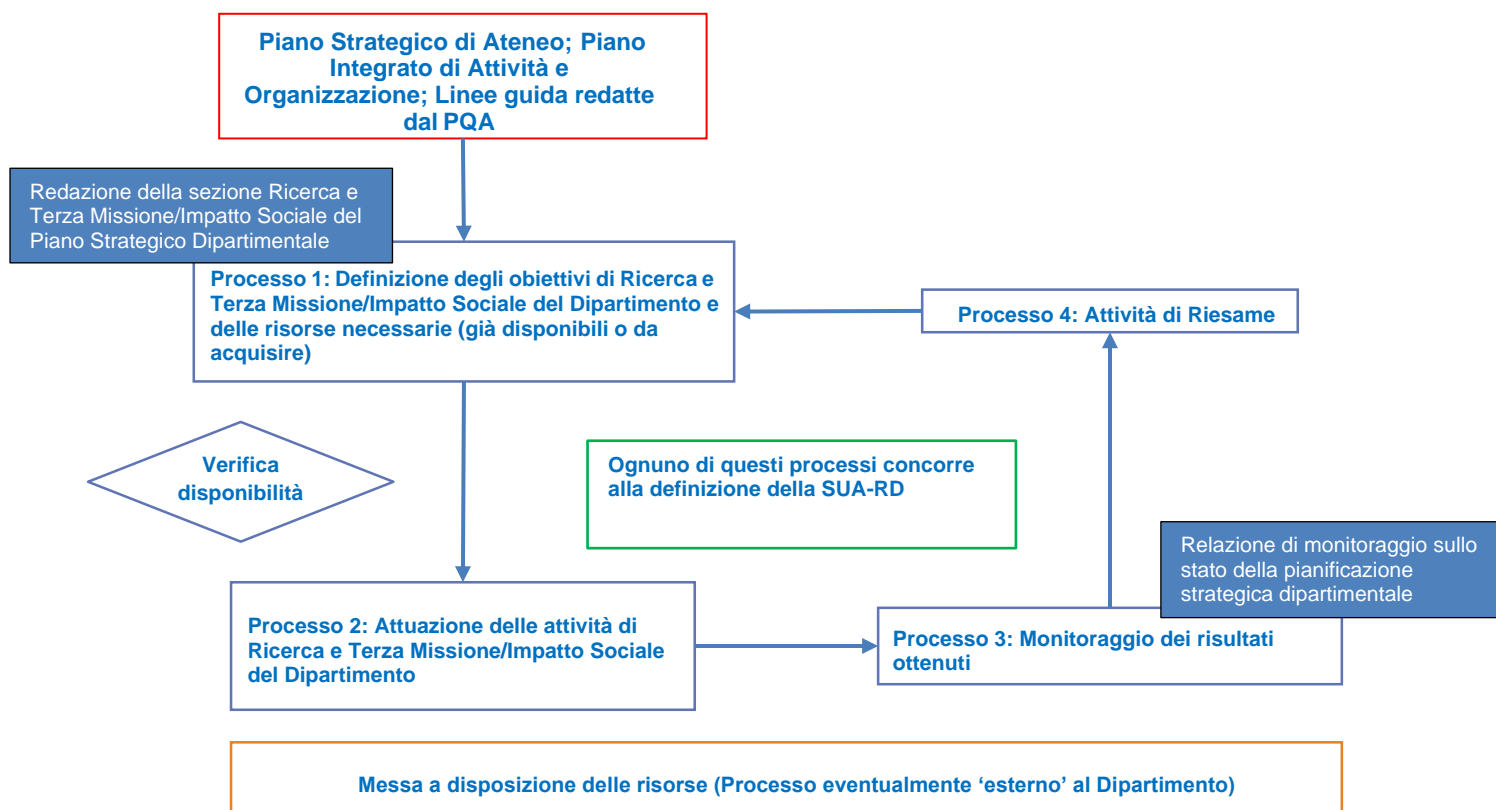 Piano Strategico di Ateneo; Piano
Integrato di Attività e
Organizzazione; Linee guida redatte
dal PQA
Redazione della sezione Ricerca e
Terza Missione/Impatto Sociale del
Piano Strategico Dipartimentale
Processo 1: Definizione degli obiettivi di Ricerca e
Terza Missione/Impatto Sociale del Dipartimento e
delle risorse necessarie (già disponibili o da
acquisire)
Processo 4: Attività di Riesame
Verifica
disponibilità
Ognuno di questi processi concorre
alla definizione della SUA-RD
Relazione di monitoraggio sullo
stato della pianificazione
strategica dipartimentale
Processo 2: Attuazione delle attività di
Ricerca e Terza Missione/Impatto Sociale
del Dipartimento
Processo 3: Monitoraggio dei risultati
ottenuti
Messa a disposizione delle risorse (Processo eventualmente ‘esterno’ al Dipartimento)